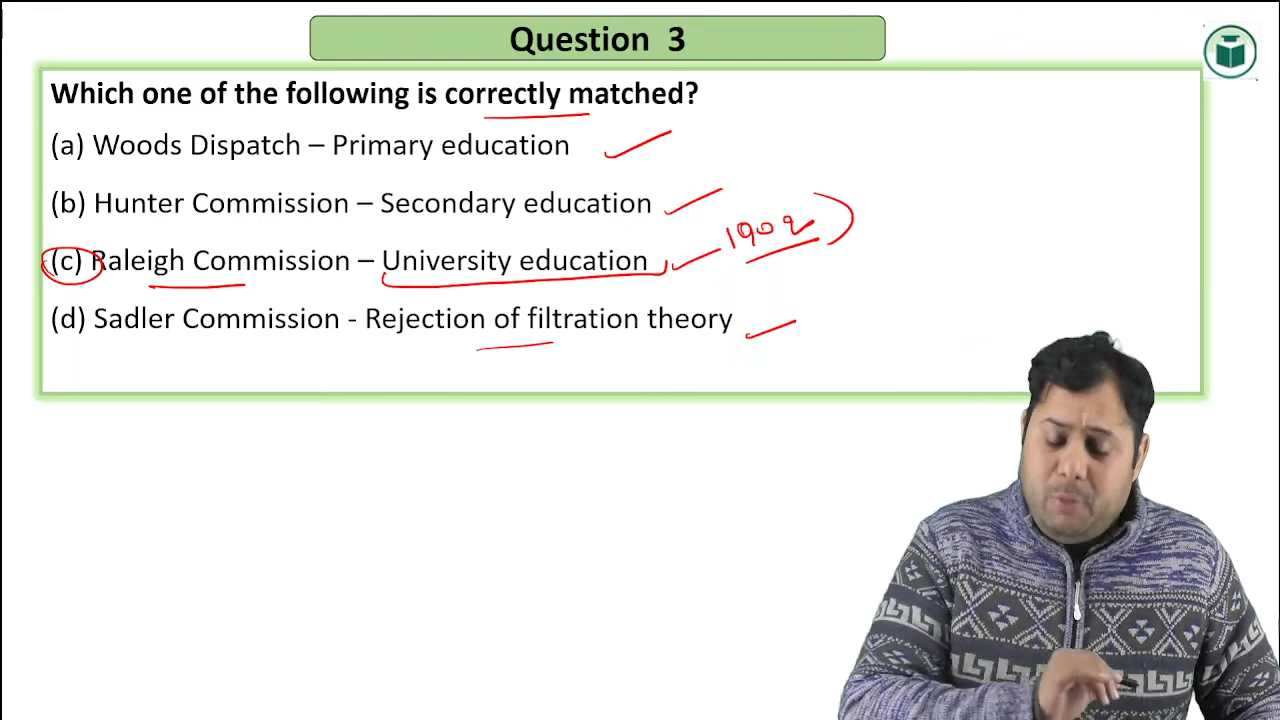 Question 3
Which one of the following is correctly matched?
(a) Woods Dispatch – Primary education
(b) Hunter Commission – Secondary education
1902
(c) Raleigh Commission – University education
(d) Sadler Commission - Rejection of filtration theory